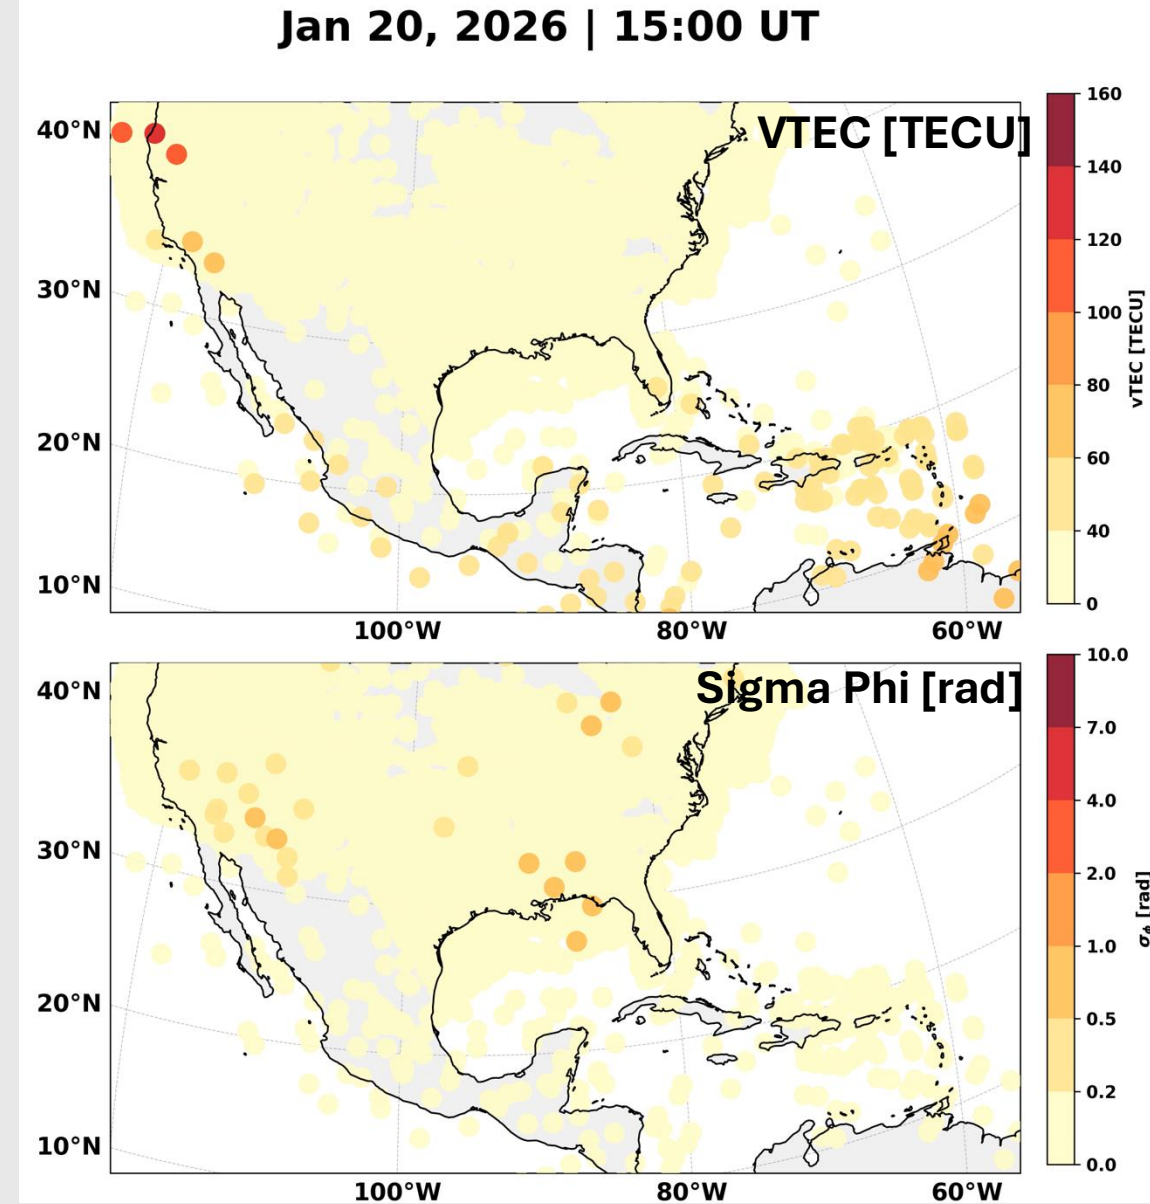 Jan 20, 2026 | 15:00 UT
VTEC [TECU]
40°N
30°N
20°N
10°N
100°W 80°W 60°W
160
140
120
100
80
60
40
0
vTEC [TECU]
Sigma Phi [rad]
40°N
30°N
20°N
10°N
100°W 80°W 60°W
10.0
7.0
4.0
2.0
1.0
0.5
0.2
0.0
σϕ [rad]